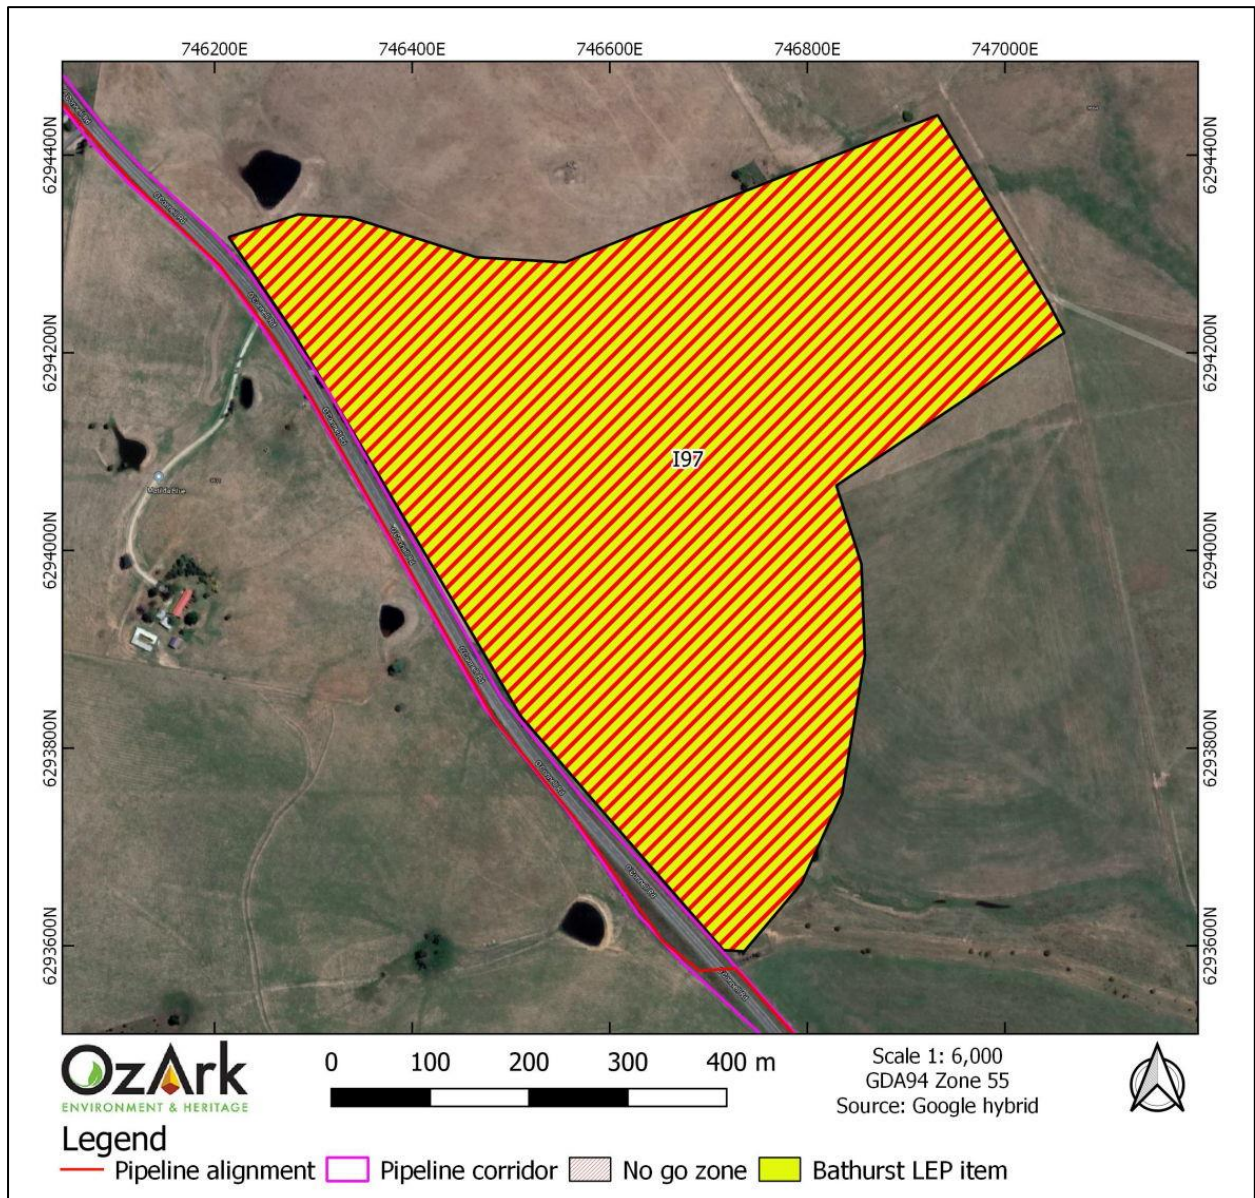 746200E 746400E 746600E 746800E 747000E
6294400N 6294400N
6294200N 6294200N
I97
6294000N 6294000N
6293800N 6293800N
6293600N 6293600N
OzArk
ENVIRONMENT & HERITAGE
0 100 200 300 400 m
Scale 1: 6,000
GDA94 Zone 55
Source: Google hybrid
Legend
Pipeline alignment Pipeline corridor No go zone Bathurst LEP item